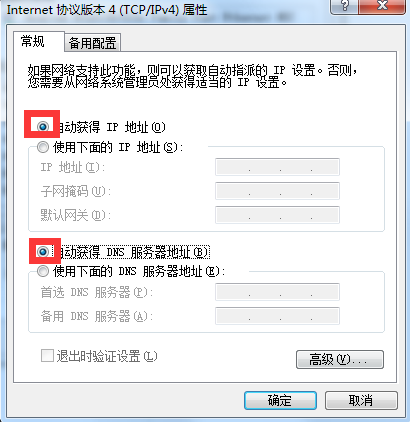 Internet 协议版本 4 (TCP/IPv4) 属性
常规
备用配置
如果网络支持此功能，则可以获取自动指派的 IP 设置。否则，
您需要从网络系统管理员处获得适当的 IP 设置。
自动获得 IP 地址(O)
使用下面的 IP 地址(S):
IP 地址(I):
子网掩码(U):
默认网关(D):
自动获得 DNS 服务器地址(B)
使用下面的 DNS 服务器地址(E):
首选 DNS 服务器(P):
备用 DNS 服务器(A):
退出时验证设置(L)
高级(V)...
确定
取消